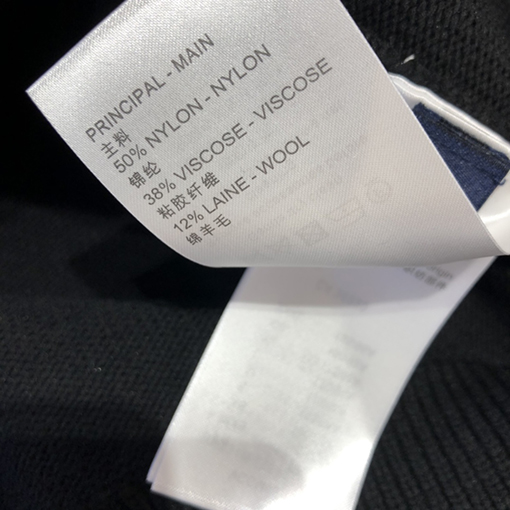 PRINCIPAL - MAIN
主料
50% NYLON - NYLON
锦纶
38% VISCOSE - VISCOSE
粘胶纤维
12% LAINE - WOOL
绵羊毛